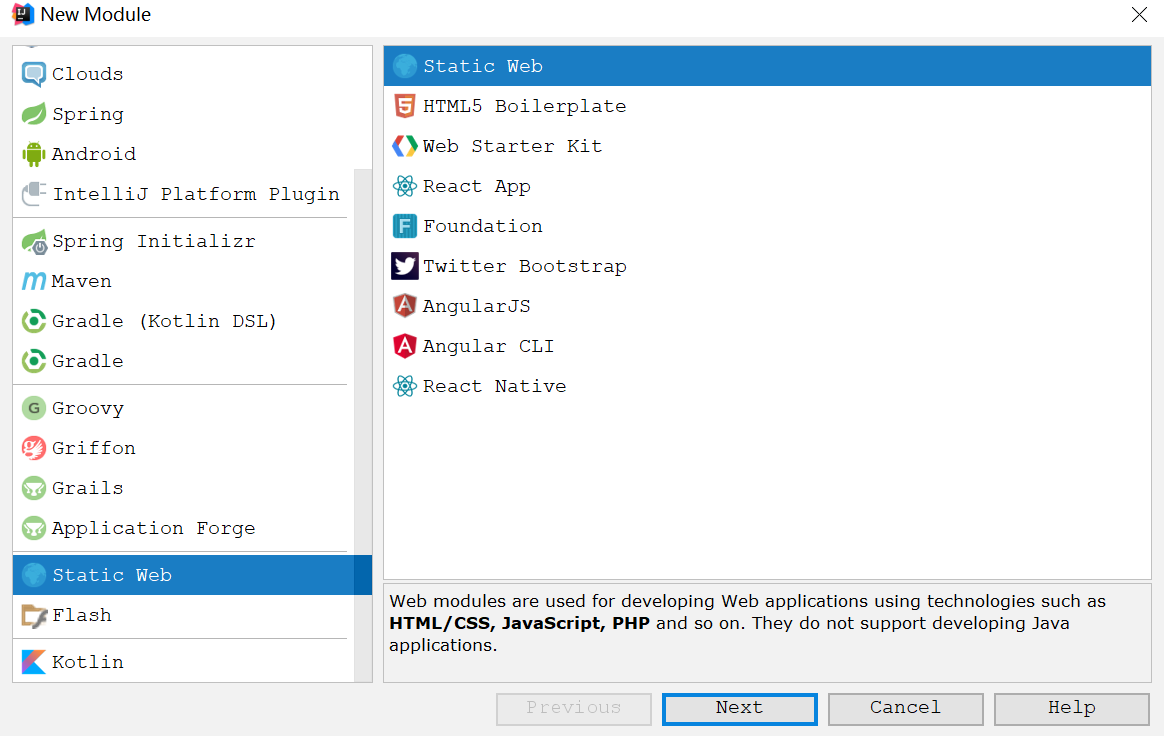 New Module
Clouds
Spring
Android
IntelliJ Platform Plugin
Spring Initializr
Maven
Gradle (Kotlin DSL)
Gradle
Groovy
Griffon
Grails
Application Forge
Static Web
Flash
Kotlin
Static Web
HTML5 Boilerplate
Web Starter Kit
React App
Foundation
Twitter Bootstrap
AngularJS
Angular CLI
React Native
Web modules are used for developing Web applications using technologies such as
HTML/CSS, JavaScript, PHP and so on. They do not support developing Java
applications.
Previous
Next
Cancel
Help